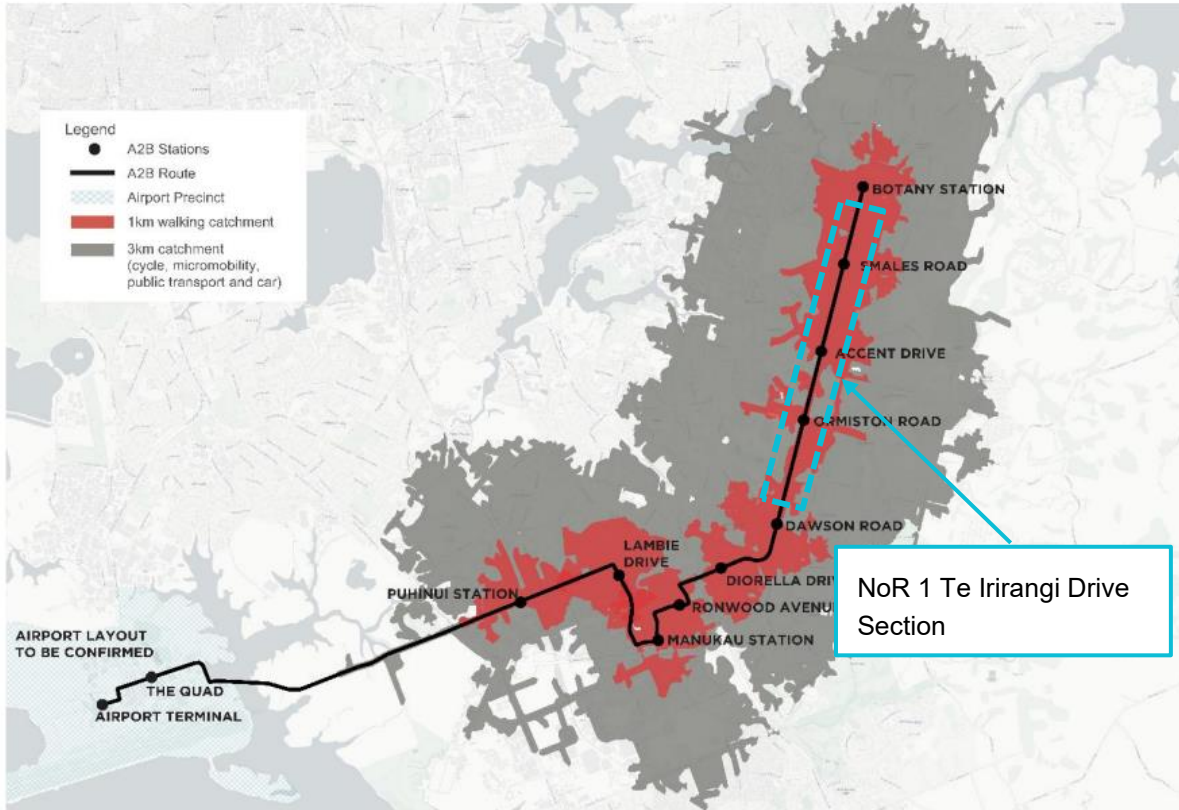 Legend
A2B Stations
A2B Route
Airport Precinct
1km walking catchment
3km catchment
(cycle, micromobility,
public transport and car)
BOTANY STATION
SMALES ROAD
ACCENT DRIVE
ORMISTON ROAD
DAWSON ROAD
LAMBIE
DRIVE
DIORELLA DRIV
PUHINUI STATION
RONWOOD AVENU
MANUKAU STATION
NoR 1 Te Irirangi Drive
Section
AIRPORT LAYOUT
TO BE CONFIRMED
THE QUAD
AIRPORT TERMINAL